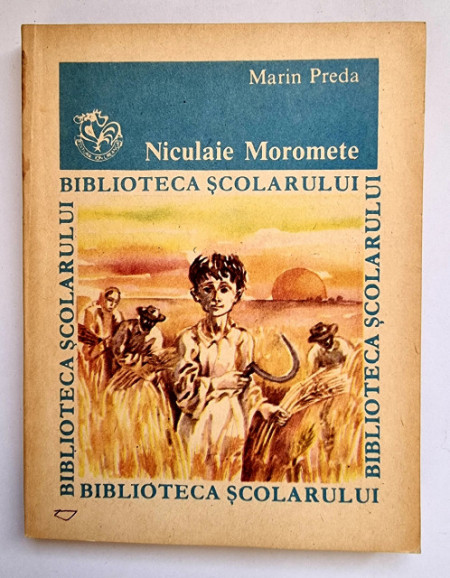 Marin Preda
Niculaie Moromete
BIBLIOTECA ȘCOLARULUI
BIBLIOTECA ȘCOLARULUI
BIBLIOTECA ȘCOLARULUI
BIBLIOTECA ȘCOLARULUI